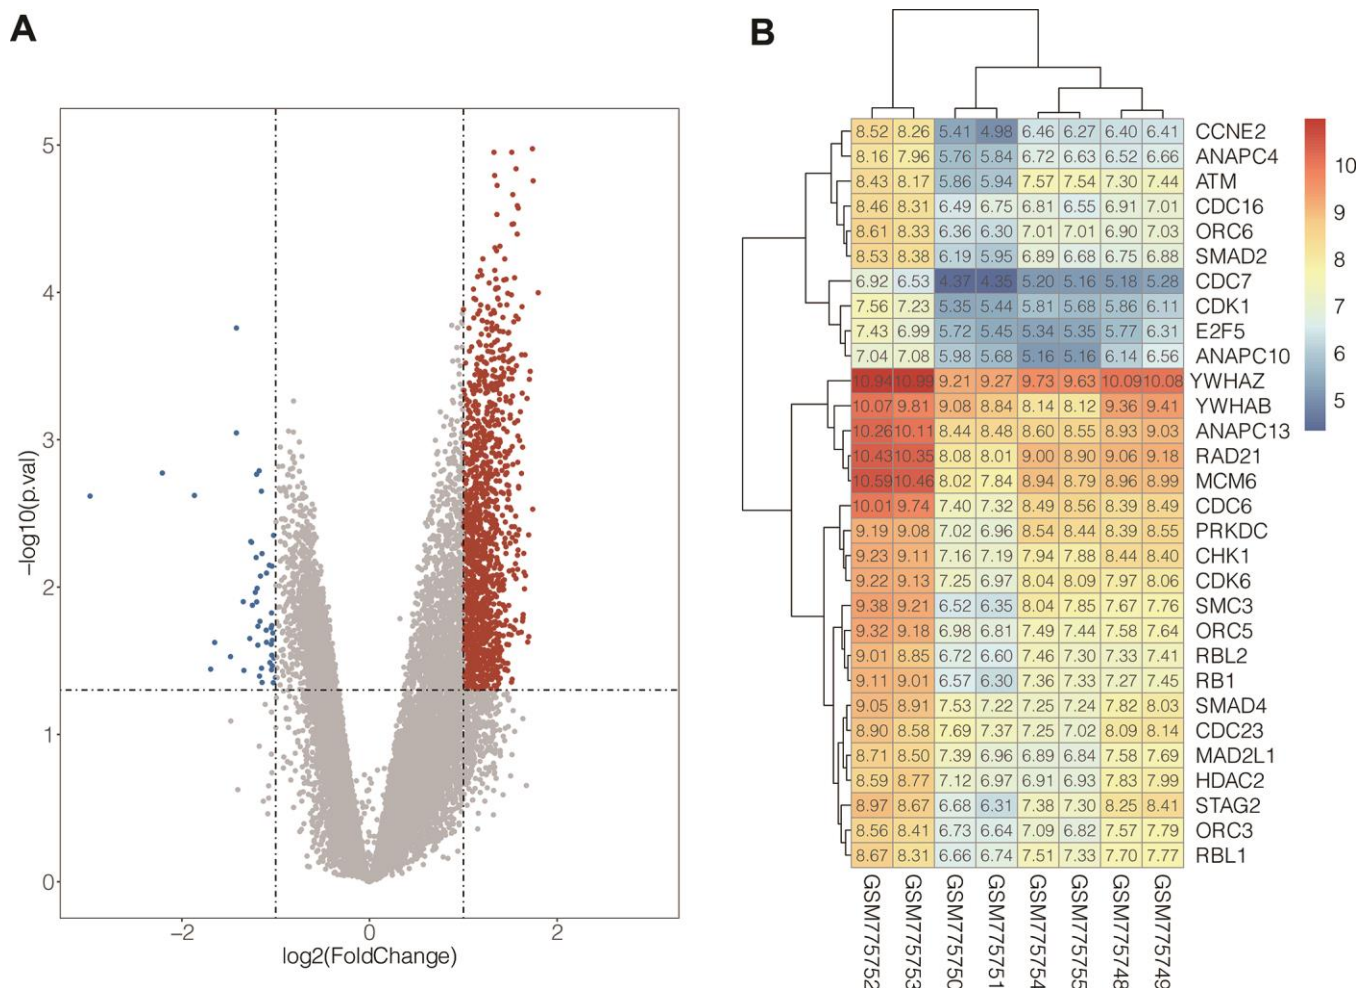 A
B
5
4
3
2
1
0
−log10(p.val)
−2 0 2
log2(FoldChange)
8.52 8.26 5.41 4.98 6.46 6.27 6.40 6.41 CCNE2
8.16 7.96 5.76 5.84 6.72 6.63 6.52 6.66 ANAPC4
8.43 8.17 5.86 5.94 7.57 7.54 7.30 7.44 ATM
8.46 8.31 6.49 6.75 6.81 6.55 6.91 7.01 CDC16
8.61 8.33 6.36 6.30 7.01 7.01 6.90 7.03 ORC6
8.53 8.38 6.19 5.95 6.89 6.68 6.75 6.88 SMAD2
6.92 6.53 4.37 4.35 5.20 5.16 5.18 5.28 CDC7
7.56 7.23 5.35 5.44 5.81 5.68 5.86 6.11 CDK1
7.43 6.99 5.72 5.45 5.34 5.35 5.77 6.31 E2F5
7.04 7.08 5.98 5.68 5.16 5.16 6.14 6.56 ANAPC10
10.94 10.99 9.21 9.27 9.73 9.63 10.09 10.08 YWHAZ
10.07 9.81 9.08 8.84 8.14 8.12 9.36 9.41 YWHAB
10.26 10.11 8.44 8.48 8.60 8.55 8.93 9.03 ANAPC13
10.43 10.35 8.08 8.01 9.00 8.90 9.06 9.18 RAD21
10.59 10.46 8.02 7.84 8.94 8.79 8.96 8.99 MCM6
10.01 9.74 7.40 7.32 8.49 8.56 8.39 8.49 CDC6
9.19 9.08 7.02 6.96 8.54 8.44 8.39 8.55 PRKDC
9.23 9.11 7.16 7.19 7.94 7.88 8.44 8.40 CHK1
9.22 9.13 7.25 6.97 8.04 8.09 7.97 8.06 CDK6
9.38 9.21 6.52 6.35 8.04 7.85 7.67 7.76 SMC3
9.32 9.18 6.98 6.81 7.49 7.44 7.58 7.64 ORC5
9.01 8.85 6.72 6.60 7.46 7.30 7.33 7.41 RBL2
9.11 9.01 6.57 6.30 7.36 7.33 7.27 7.45 RB1
9.05 8.91 7.53 7.22 7.25 7.24 7.82 8.03 SMAD4
8.90 8.58 7.69 7.37 7.25 7.02 8.09 8.14 CDC23
8.71 8.50 7.39 6.96 6.89 6.84 7.58 7.69 MAD2L1
8.59 8.77 7.12 6.97 6.91 6.93 7.83 7.99 HDAC2
8.97 8.67 6.68 6.31 7.38 7.30 8.25 8.41 STAG2
8.56 8.41 6.73 6.64 7.09 6.82 7.57 7.79 ORC3
8.67 8.31 6.66 6.74 7.51 7.33 7.70 7.77 RBL1
GSM775752
GSM775753
GSM775750
GSM775751
GSM775754
GSM775755
GSM775748
GSM775749
10
9
8
7
6
5